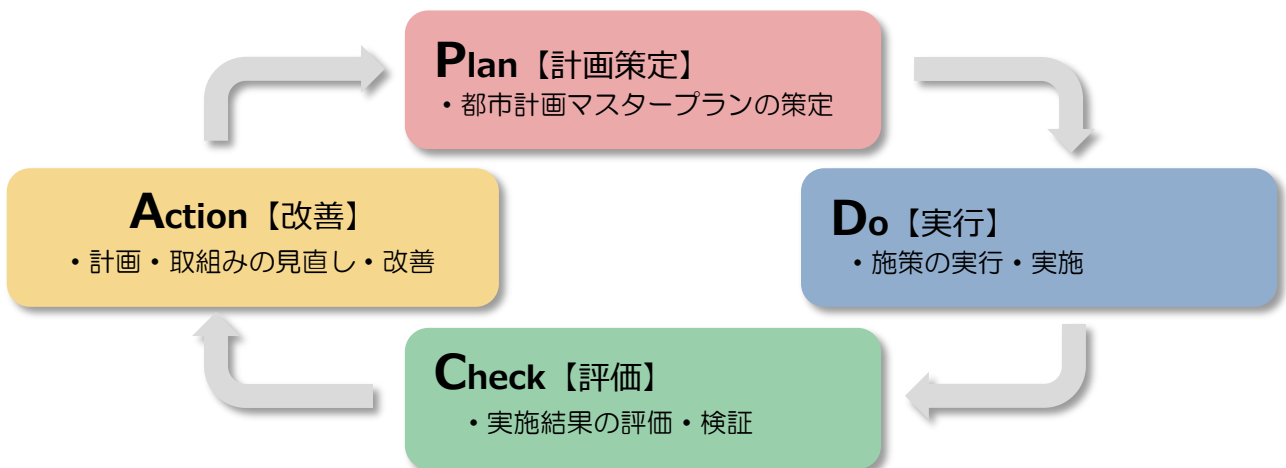 Plan【計画策定】
・都市計画マスタープランの策定
Do【実行】
・施策の実行・実施
Check【評価】
・実施結果の評価・検証
Action【改善】
・計画・取組みの見直し・改善